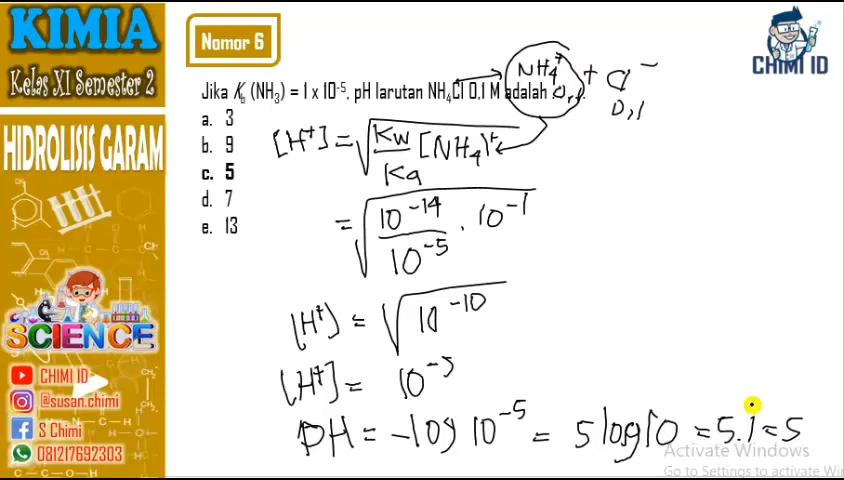 KIMIA
Kelas XI Semester 2
HIDROLISIS GARAM
SCIENCE
CHIMI ID
@susan.chimi
S Chimi
081217692303
Nomor 6
CHIMI ID
Jika Kb (NH3) = 1 x 10-5, pH larutan NH4Cl 0,1 M adalah ....
a. 3
b. 9
c. 5
d. 7
e. 13
NH4+ + Cl-
0,1 0,1
[H+] = √Kw/Ka [NH4+]
= √10-14/10-5 . 10-1
[H+] = √10-10
[H+] = 10-5
PH = -log 10-5 = 5 log 10 = 5.1 = 5
Activate Windows
Go to Settings to activate Win